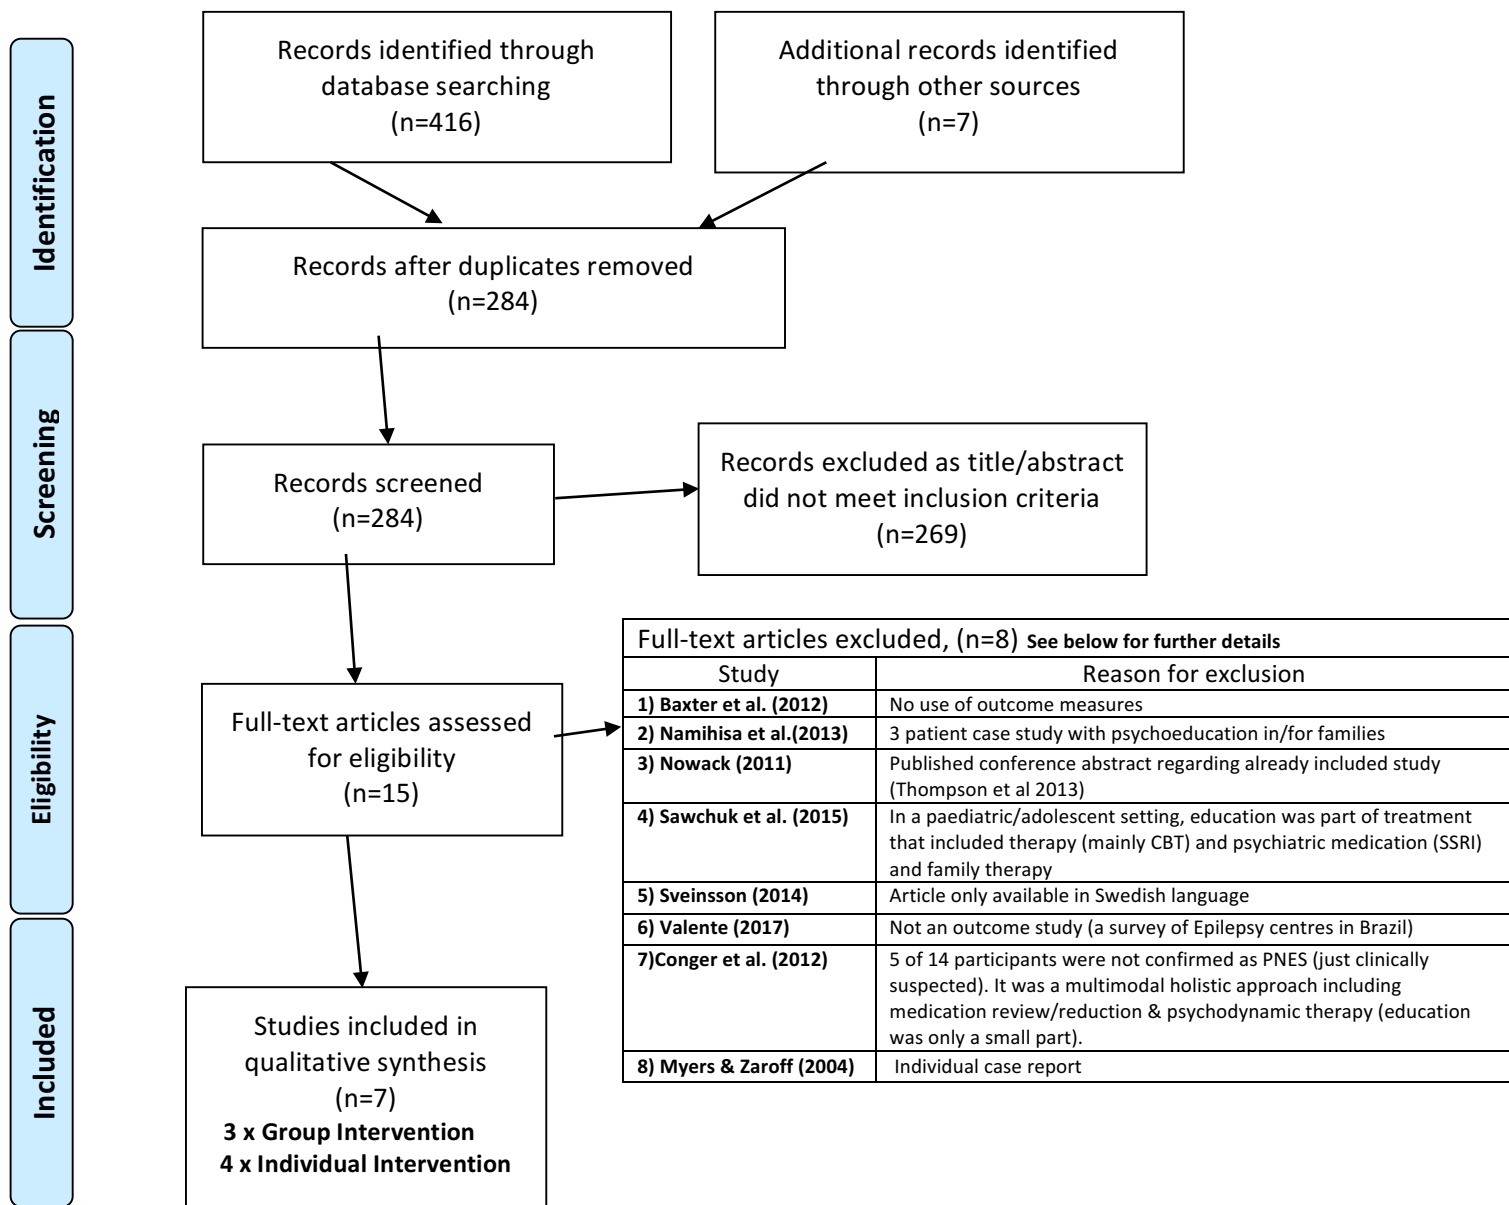 Identification
Records identified through
database searching
(n=416)
Additional records identified
through other sources
(n=7)
Records after duplicates removed
(n=284)
Screening
Records screened
(n=284)
Records excluded as title/abstract
did not meet inclusion criteria
(n=269)
Eligibility
Full-text articles assessed
for eligibility
(n=15)
Full-text articles excluded, (n=8) See below for further details
Study Reason for exclusion
1) Baxter et al. (2012) No use of outcome measures
2) Namihisa et al.(2013) 3 patient case study with psychoeducation in/for families
3) Nowack (2011) Published conference abstract regarding already included study
(Thompson et al 2013)
4) Sawchuk et al. (2015) In a paediatric/adolescent setting, education was part of treatment
that included therapy (mainly CBT) and psychiatric medication (SSRI)
and family therapy
5) Sveinsson (2014) Article only available in Swedish language
6) Valente (2017) Not an outcome study (a survey of Epilepsy centres in Brazil)
7)Conger et al. (2012) 5 of 14 participants were not confirmed as PNES (just clinically
suspected). It was a multimodal holistic approach including
medication review/reduction & psychodynamic therapy (education
was only a small part).
8) Myers & Zaroff (2004) Individual case report
Included
Studies included in
qualitative synthesis
(n=7)
3 x Group Intervention
4 x Individual Intervention